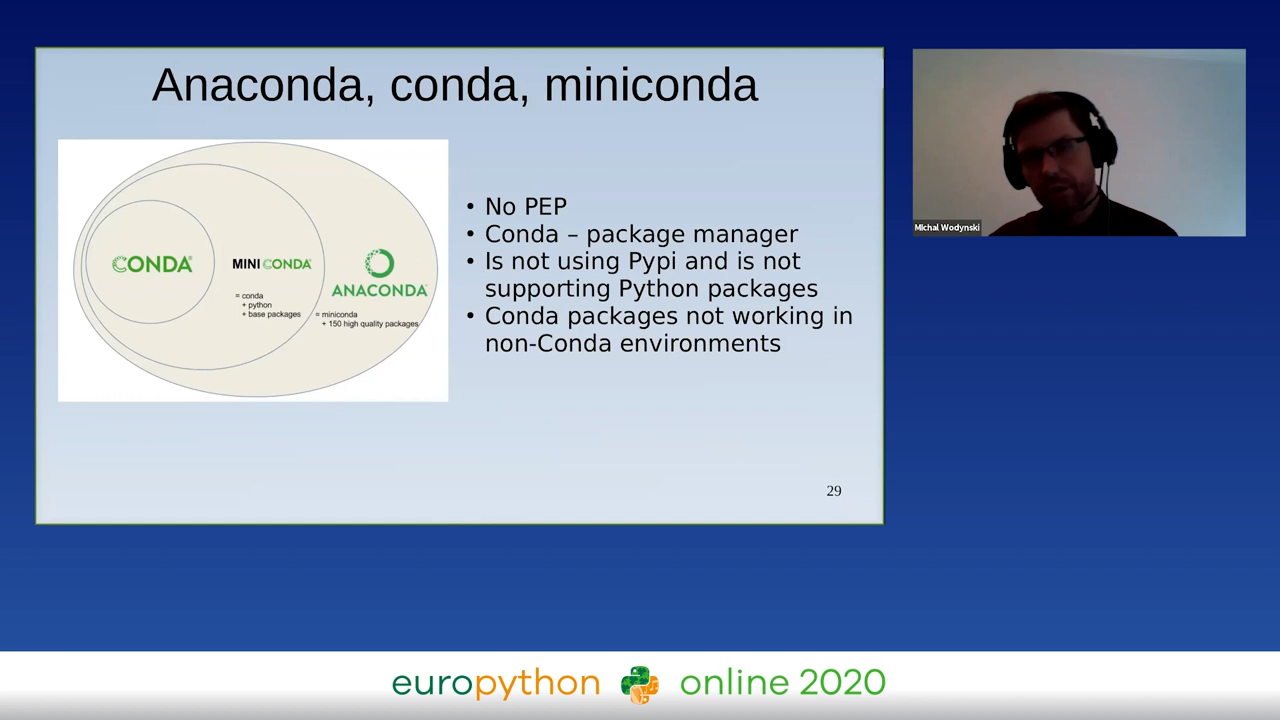 Anaconda, conda, miniconda
CONDA
MINICONDA
= conda
+ python
+ base packages
ANACONDA
= miniconda
+ 150 high quality packages
• No PEP
• Conda – package manager
• Is not using Pypi and is not
supporting Python packages
• Conda packages not working in
non-Conda environments
29
Michal Wodynski
europython online 2020